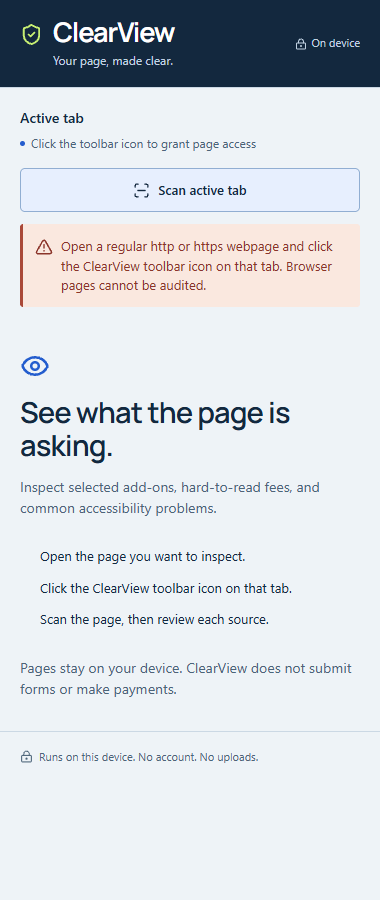 ClearView
Your page, made clear.
On device
Active tab
Click the toolbar icon to grant page access
Scan active tab
Open a regular http or https webpage and click
the ClearView toolbar icon on that tab. Browser
pages cannot be audited.
See what the page is
asking.
Inspect selected add-ons, hard-to-read fees, and
common accessibility problems.
Open the page you want to inspect.
Click the ClearView toolbar icon on that tab.
Scan the page, then review each source.
Pages stay on your device. ClearView does not submit
forms or make payments.
Runs on this device. No account. No uploads.